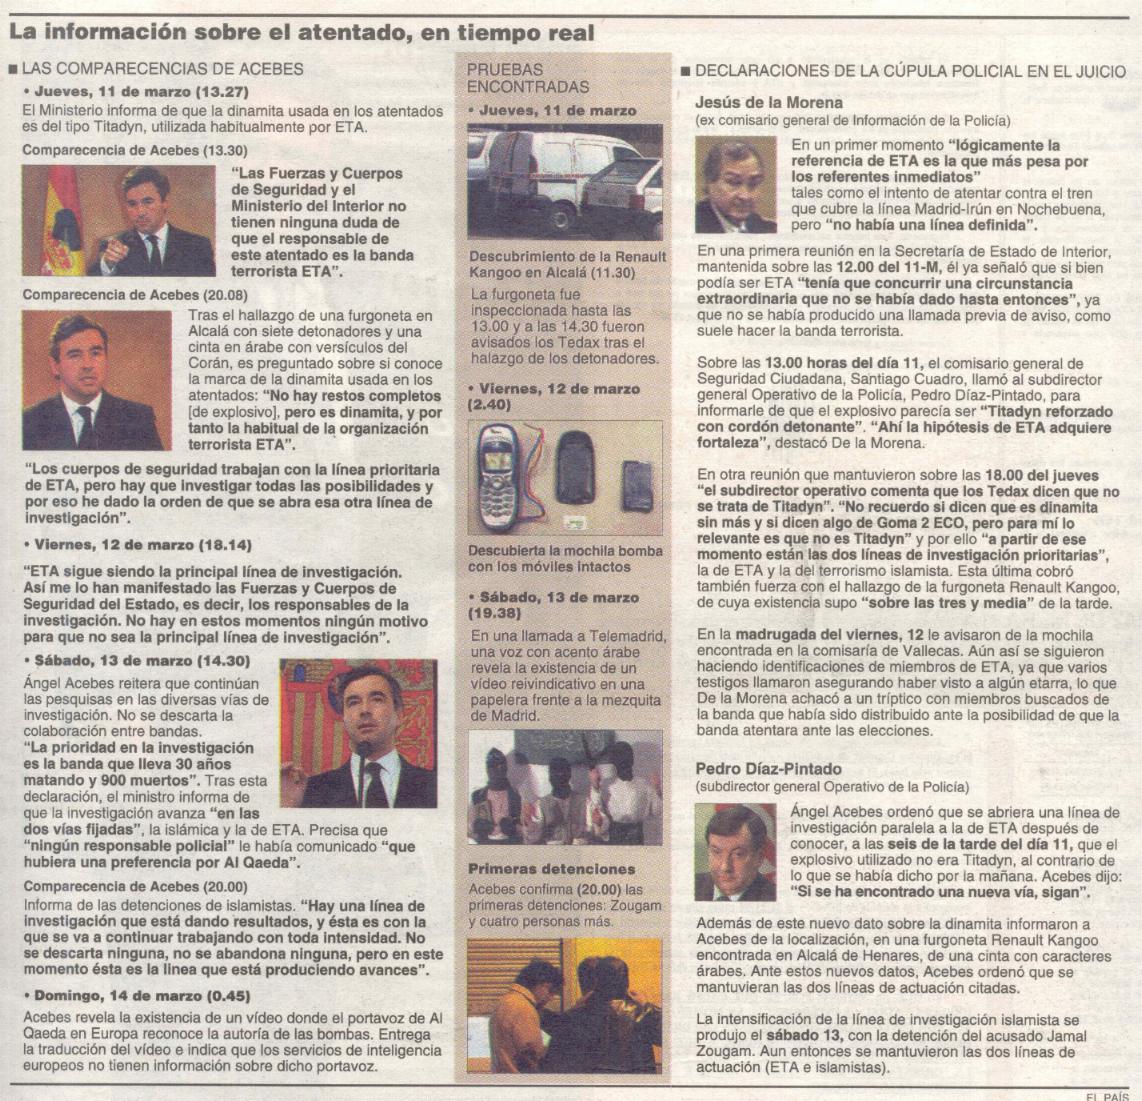 La información sobre el atentado, en tiempo real
LAS COMPARECENCIAS DE ACEBES
• Jueves, 11 de marzo (13.27)
El Ministerio informa de que la dinamita usada en los atentados
es del tipo Titadyn, utilizada habitualmente por ETA.
Comparecencia de Acebes (13.30)
“Las Fuerzas y Cuerpos
de Seguridad y el
Ministerio del Interior no
tienen ninguna duda de
que el responsable de
este atentado es la banda
terrorista ETA”.
Comparecencia de Acebes (20.08)
Tras el hallazgo de una furgoneta en
Alcalá con siete detonadores y una
cinta en árabe con versículos del
Corán, es preguntado sobre si conoce
la marca de la dinamita usada en los
atentados: “No hay restos completos
[de explosivo], pero es dinamita, y por
tanto la habitual de la organización
terrorista ETA”.
“Los cuerpos de seguridad trabajan con la línea prioritaria
de ETA, pero hay que investigar todas las posibilidades y
por eso he dado la orden de que se abra esa otra línea de
investigación”.
• Viernes, 12 de marzo (18.14)
“ETA sigue siendo la principal línea de investigación.
Así me lo han manifestado las Fuerzas y Cuerpos de
Seguridad del Estado, es decir, los responsables de la
investigación. No hay en estos momentos ningún motivo
para que no sea la principal línea de investigación”.
• Sábado, 13 de marzo (14.30)
Ángel Acebes reitera que continúan
las pesquisas en las diversas vías de
investigación. No se descarta la
colaboración entre bandas.
“La prioridad en la investigación
es la banda que lleva 30 años
matando y 900 muertos”. Tras esta
declaración, el ministro informa de
que la investigación avanza “en las
dos vías fijadas”, la islámica y la de ETA. Precisa que
“ningún responsable policial” le había comunicado “que
hubiera una preferencia por Al Qaeda”.
Comparecencia de Acebes (20.00)
Informa de las detenciones de islamistas. “Hay una línea de
investigación que está dando resultados, y ésta es con la
que se va a continuar trabajando con toda intensidad. No
se descarta ninguna, no se abandona ninguna, pero en este
momento ésta es la linea que está produciendo avances”.
• Domingo, 14 de marzo (0.45)
Acebes revela la existencia de un vídeo donde el portavoz de Al
Qaeda en Europa reconoce la autoría de las bombas. Entrega
la traducción del vídeo e indica que los servicios de inteligencia
europeos no tienen información sobre dicho portavoz.
PRUEBAS
ENCONTRADAS
• Jueves, 11 de marzo
Descubrimiento de la Renault
Kangoo en Alcalá (11.30)
La furgoneta fue
inspeccionada hasta las
13.00 y a las 14.30 fueron
avisados los Tedax tras el
halazgo de los detonadores.
• Viernes, 12 de marzo
(2.40)
Descubierta la mochila bomba
con los móviles intactos
• Sábado, 13 de marzo
(19.38)
En una llamada a Telemadrid,
una voz con acento árabe
revela la existencia de un
vídeo reivindicativo en una
papelera frente a la mezquita
de Madrid.
Primeras detenciones
Acebes confirma (20.00) las
primeras detenciones: Zougam
y cuatro personas más.
DECLARACIONES DE LA CÚPULA POLICIAL EN EL JUICIO
Jesús de la Morena
(ex comisario general de Información de la Policía)
En un primer momento “lógicamente la
referencia de ETA es la que más pesa por
los referentes inmediatos”
tales como el intento de atentar contra el tren
que cubre la línea Madrid-Irún en Nochebuena,
pero “no había una línea definida”.
En una primera reunión en la Secretaría de Estado de Interior,
mantenida sobre las 12.00 del 11-M, él ya señaló que si bien
podía ser ETA “tenía que concurrir una circunstancia
extraordinaria que no se había dado hasta entonces”, ya
que no se había producido una llamada previa de aviso, como
suele hacer la banda terrorista.
Sobre las 13.00 horas del día 11, el comisario general de
Seguridad Ciudadana, Santiago Cuadro, llamó al subdirector
general Operativo de la Policía, Pedro Díaz-Pintado, para
informarle de que el explosivo parecía ser “Titadyn reforzado
con cordón detonante”. “Ahí la hipótesis de ETA adquiere
fortaleza”, destacó De la Morena.
En otra reunión que mantuvieron sobre las 18.00 del jueves
“el subdirector operativo comenta que los Tedax dicen que no
se trata de Titadyn”. “No recuerdo si dicen que es dinamita
sin más y si dicen algo de Goma 2 ECO, pero para mí lo
relevante es que no es Titadyn” y por ello “a partir de ese
momento están las dos líneas de investigación prioritarias”,
la de ETA y la del terrorismo islamista. Esta última cobró
también fuerza con el hallazgo de la furgoneta Renault Kangoo,
de cuya existencia supo “sobre las tres y media” de la tarde.
En la madrugada del viernes, 12 le avisaron de la mochila
encontrada en la comisaría de Vallecas. Aún así se siguieron
haciendo identificaciones de miembros de ETA, ya que varios
testigos llamaron asegurando haber visto a algún etarra, lo que
De la Morena achacó a un tríptico con miembros buscados de
la banda que había sido distribuido ante la posibilidad de que la
banda atentara ante las elecciones.
Pedro Díaz-Pintado
(subdirector general Operativo de la Policía)
Ángel Acebes ordenó que se abriera una línea de
investigación paralela a la de ETA después de
conocer, a las seis de la tarde del día 11, que el
explosivo utilizado no era Titadyn, al contrario de
lo que se había dicho por la mañana. Acebes dijo:
“Si se ha encontrado una nueva vía, sigan”.
Además de este nuevo dato sobre la dinamita informaron a
Acebes de la localización, en una furgoneta Renault Kangoo
encontrada en Alcalá de Henares, de una cinta con caracteres
árabes. Ante estos nuevos datos, Acebes ordenó que se
mantuvieran las dos líneas de actuación citadas.
La intensificación de la línea de investigación islamista se
produjo el sábado 13, con la detención del acusado Jamal
Zougam. Aun entonces se mantuvieron las dos líneas de
actuación (ETA e islamistas).
EL PAÍS